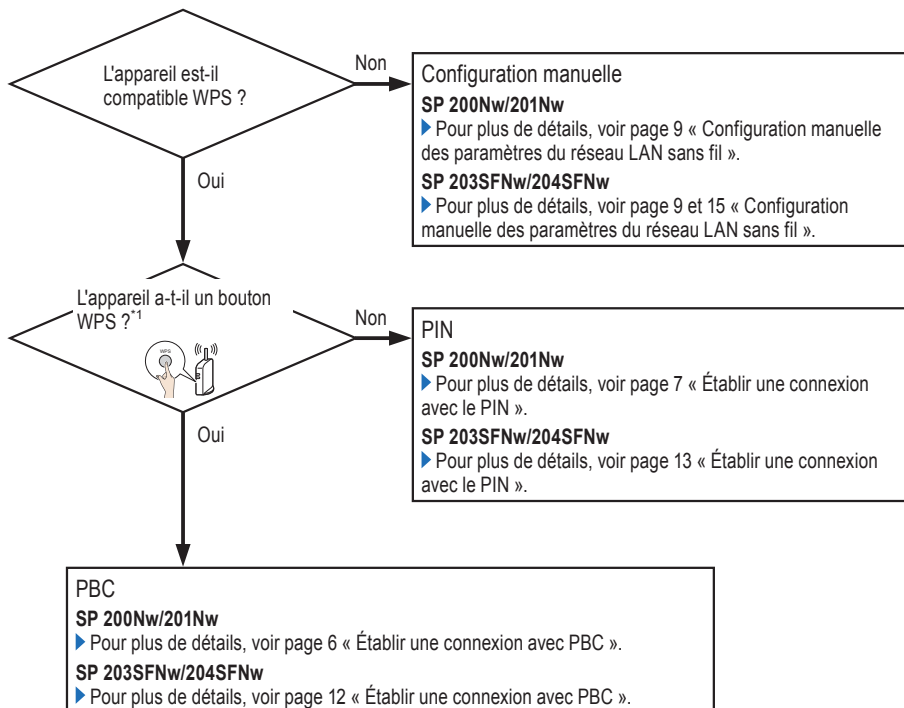 L'appareil est-il
compatible WPS ?
Non
Configuration manuelle
SP 200Nw/201Nw
Pour plus de détails, voir page 9 « Configuration manuelle
des paramètres du réseau LAN sans fil ».
SP 203SFNw/204SFNw
Pour plus de détails, voir page 9 et 15 « Configuration
manuelle des paramètres du réseau LAN sans fil ».
Oui
L'appareil a-t-il un bouton
WPS ?*1
WPS
Non
PIN
SP 200Nw/201Nw
Pour plus de détails, voir page 7 « Établir une connexion
avec le PIN ».
SP 203SFNw/204SFNw
Pour plus de détails, voir page 13 « Établir une connexion
avec le PIN ».
Oui
PBC
SP 200Nw/201Nw
Pour plus de détails, voir page 6 « Établir une connexion avec PBC ».
SP 203SFNw/204SFNw
Pour plus de détails, voir page 12 « Établir une connexion avec PBC ».